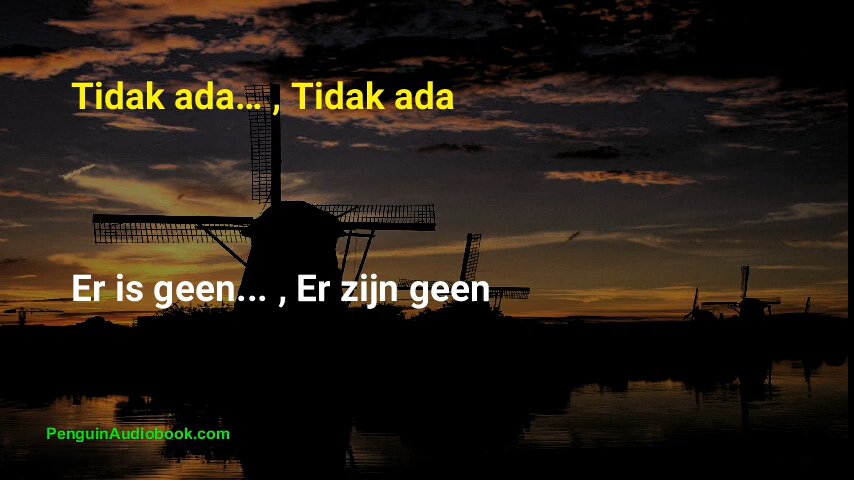 Tidak ada... , Tidak ada
Er is geen... , Er zijn geen
PenguinAudiobook.com